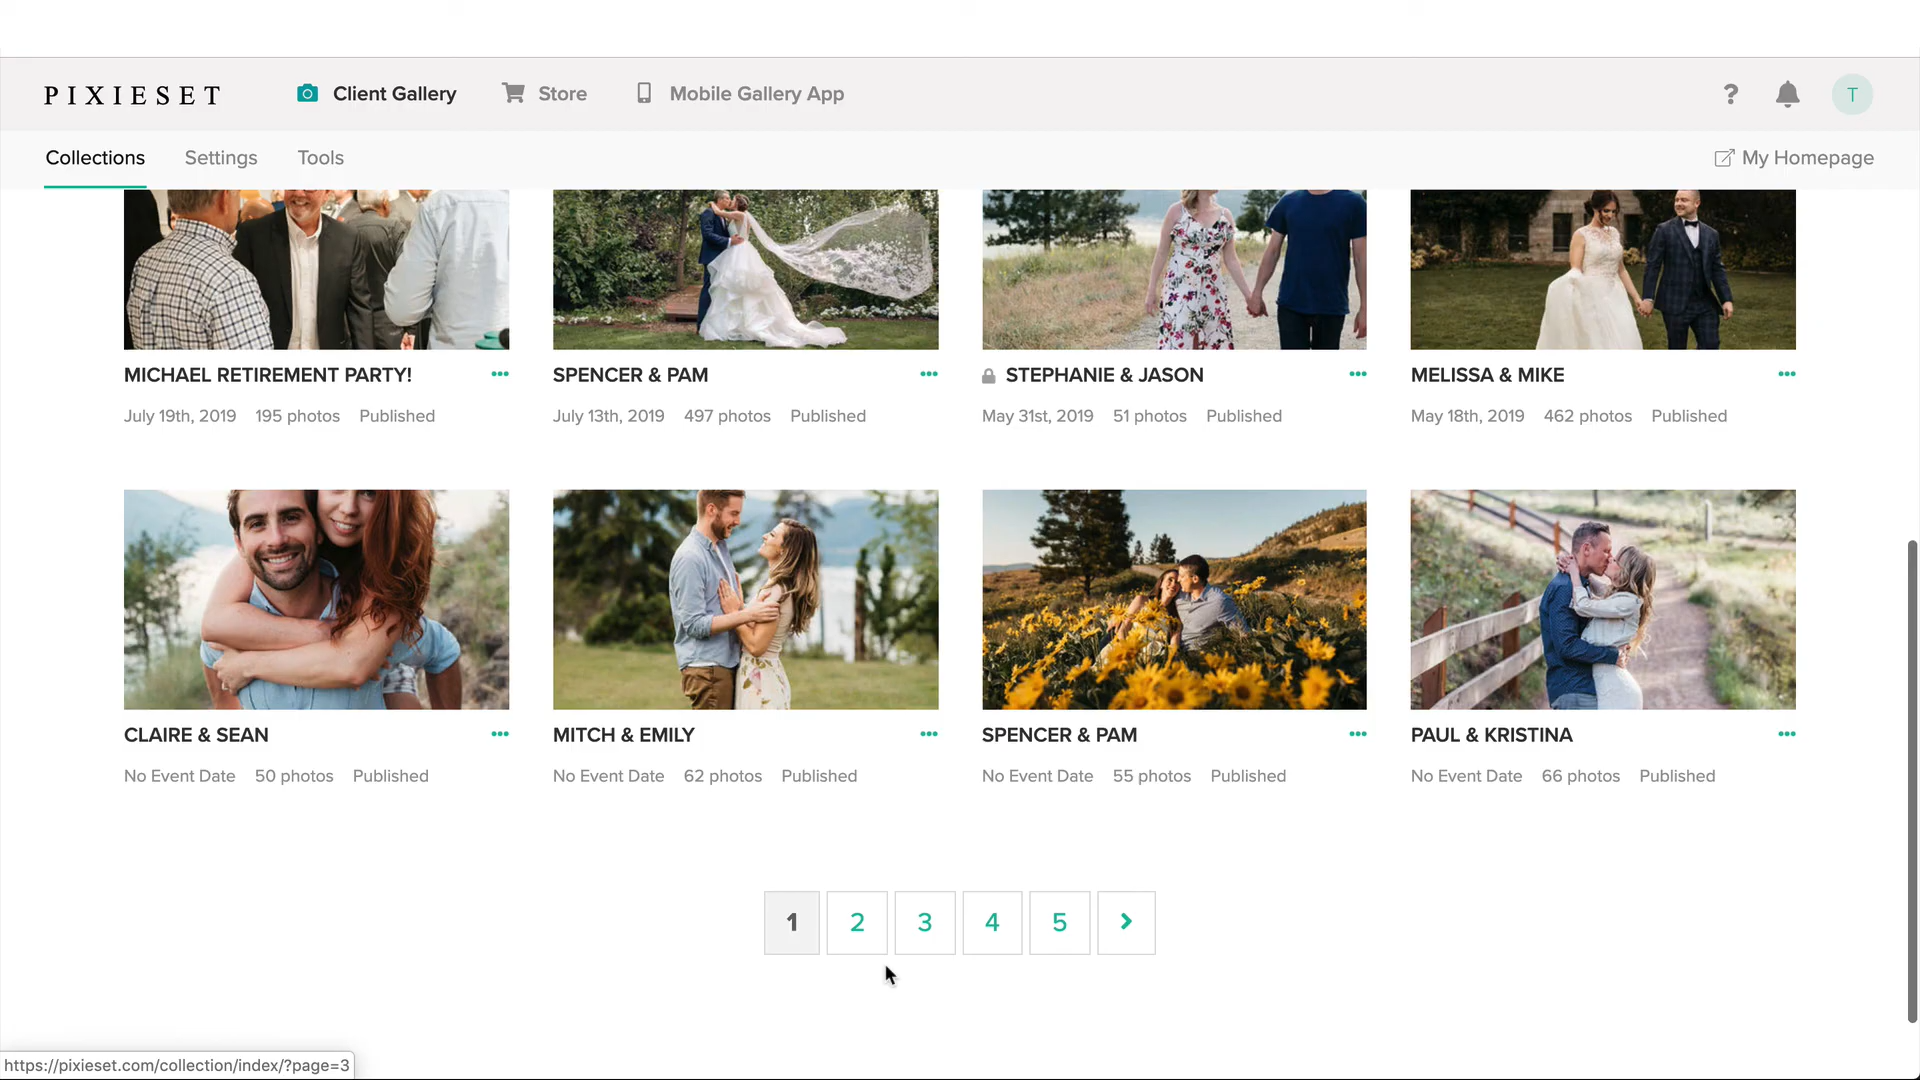 PIXIESET
Client Gallery
Store
Mobile Gallery App
?
T
Collections
Settings
Tools
My Homepage
MICHAEL RETIREMENT PARTY!
July 19th, 2019 195 photos Published
SPENCER & PAM
July 13th, 2019 497 photos Published
STEPHANIE & JASON
May 31st, 2019 51 photos Published
MELISSA & MIKE
May 18th, 2019 462 photos Published
CLAIRE & SEAN
No Event Date 50 photos Published
MITCH & EMILY
No Event Date 62 photos Published
SPENCER & PAM
No Event Date 55 photos Published
PAUL & KRISTINA
No Event Date 66 photos Published
1 2 3 4 5
https://pixieset.com/collection/index/?page=3